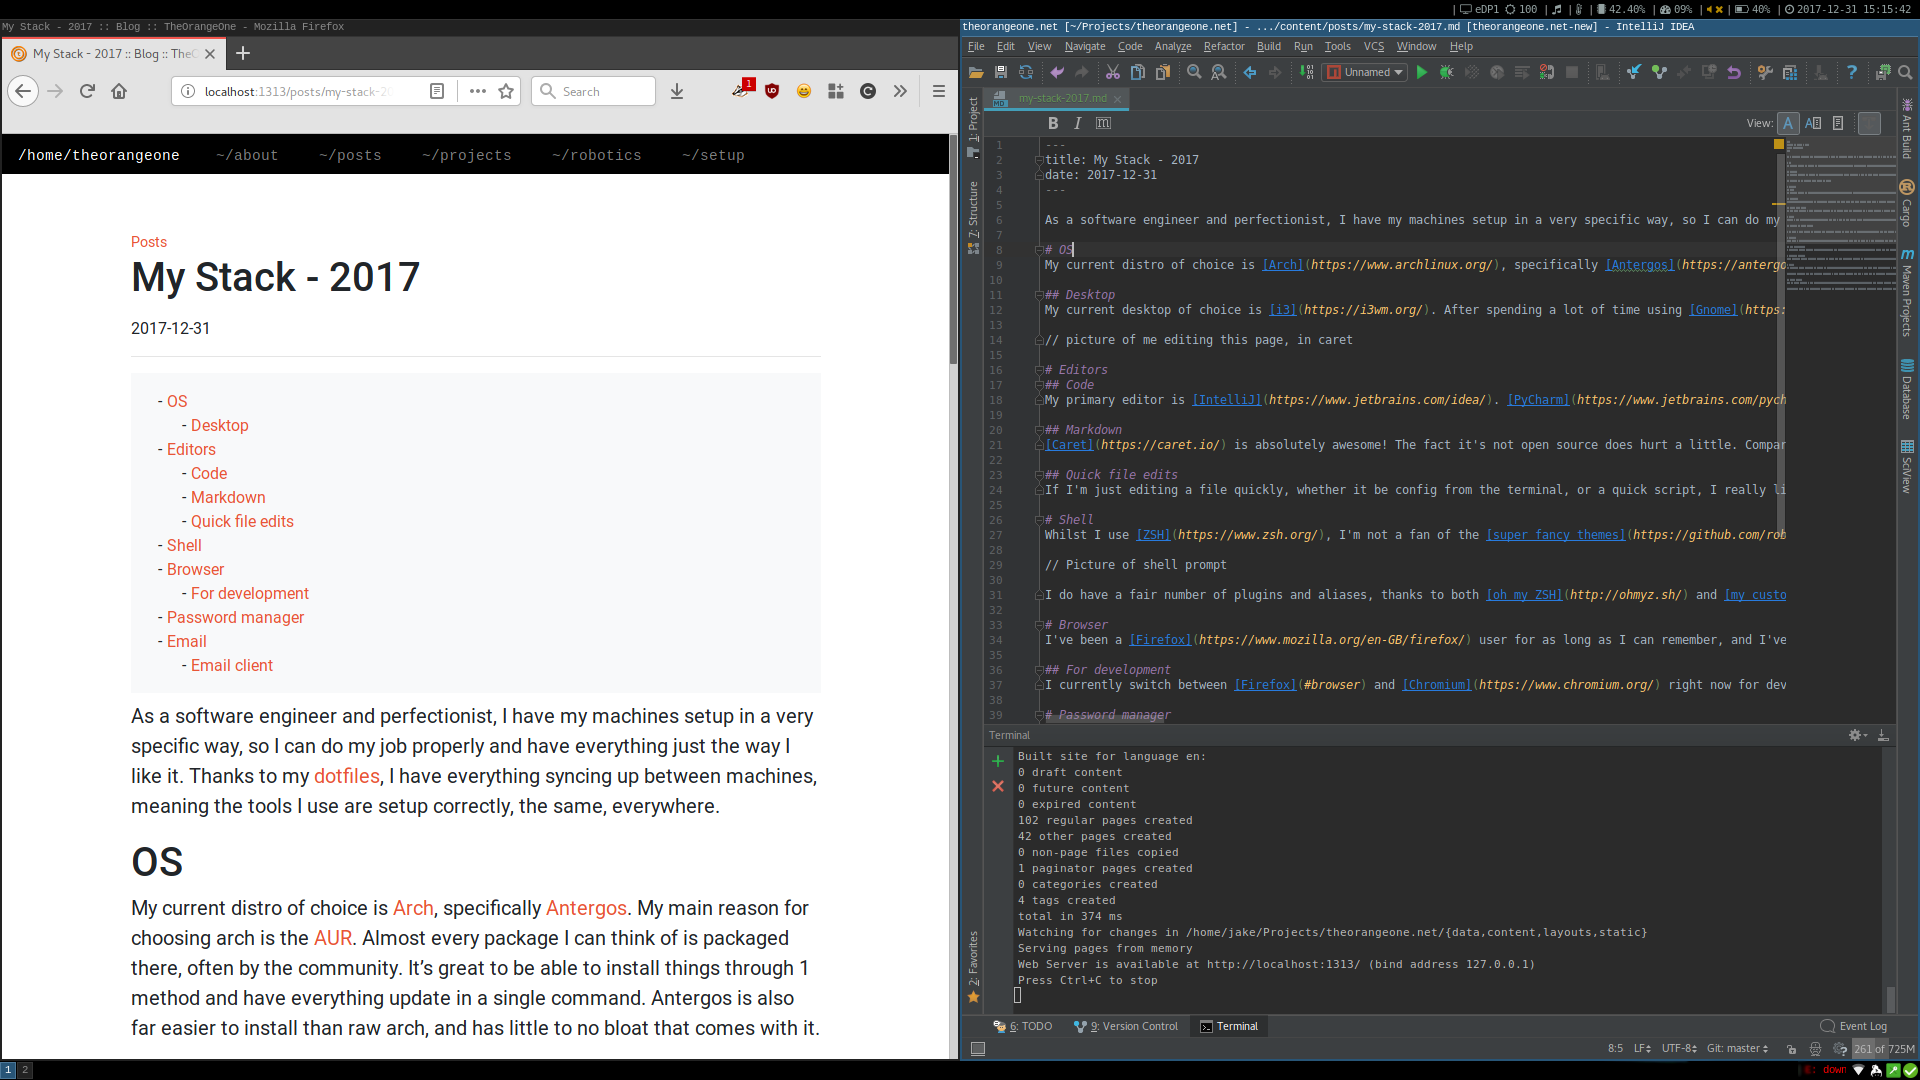 | eDP1 100 | | | 42.40% | 09% | | 40% | 2017-12-31 15:15:42
My Stack - 2017 :: Blog :: TheOrangeOne - Mozilla Firefox
My Stack - 2017 :: Blog :: TheO
localhost:1313/posts/my-stack-20
Search
1
/home/theorangeone ~/about ~/posts ~/projects ~/robotics ~/setup
Posts
My Stack - 2017
2017-12-31
- OS
- Desktop
- Editors
- Code
- Markdown
- Quick file edits
- Shell
- Browser
- For development
- Password manager
- Email
- Email client
As a software engineer and perfectionist, I have my machines setup in a very
specific way, so I can do my job properly and have everything just the way I
like it. Thanks to my dotfiles, I have everything syncing up between machines,
meaning the tools I use are setup correctly, the same, everywhere.
OS
My current distro of choice is Arch, specifically Antergos. My main reason for
choosing arch is the AUR. Almost every package I can think of is packaged
there, often by the community. It's great to be able to install things through 1
method and have everything update in a single command. Antergos is also
far easier to install than raw arch, and has little to no bloat that comes with it.
theorangeone.net [~/Projects/theorangeone.net] - .../content/posts/my-stack-2017.md [theorangeone.net-new] - IntelliJ IDEA
File Edit View Navigate Code Analyze Refactor Build Run Tools VCS Window Help
Unnamed
my-stack-2017.md
B I m
View: A
1: Project
7: Structure
2: Favorites
1 ---
2 title: My Stack - 2017
3 date: 2017-12-31
4 ---
5
6 As a software engineer and perfectionist, I have my machines setup in a very specific way, so I can do my
7
8 # OS
9 My current distro of choice is [Arch](https://www.archlinux.org/), specifically [Antergos](https://antergo
10
11 ## Desktop
12 My current desktop of choice is [i3](https://i3wm.org/). After spending a lot of time using [Gnome](https:
13
14 // picture of me editing this page, in caret
15
16 # Editors
17 ## Code
18 My primary editor is [IntelliJ](https://www.jetbrains.com/idea/). [PyCharm](https://www.jetbrains.com/pych
19
20 ## Markdown
21 [Caret](https://caret.io/) is absolutely awesome! The fact it's not open source does hurt a little. Compar
22
23 ## Quick file edits
24 If I'm just editing a file quickly, whether it be config from the terminal, or a quick script, I really li
25
26 # Shell
27 Whilst I use [ZSH](https://www.zsh.org/), I'm not a fan of the [super fancy themes](https://github.com/rob
28
29 // Picture of shell prompt
30
31 I do have a fair number of plugins and aliases, thanks to both [oh my ZSH](http://ohmyz.sh/) and [my custo
32
33 # Browser
34 I've been a [Firefox](https://www.mozilla.org/en-GB/firefox/) user for as long as I can remember, and I've
35
36 ## For development
37 I currently switch between [Firefox](#browser) and [Chromium](https://www.chromium.org/) right now for dev
38
39 # Password manager
Ant Build
Cargo
Maven Projects
Database
SciView
Terminal
Built site for language en:
0 draft content
0 future content
0 expired content
102 regular pages created
42 other pages created
0 non-page files copied
1 paginator pages created
0 categories created
4 tags created
total in 374 ms
Watching for changes in /home/jake/Projects/theorangeone.net/{data,content,layouts,static}
Serving pages from memory
Web Server is available at http://localhost:1313/ (bind address 127.0.0.1)
Press Ctrl+C to stop
6: TODO 9: Version Control Terminal Event Log
8:5 LF UTF-8 Git: master 261 of 725M
1 2
down